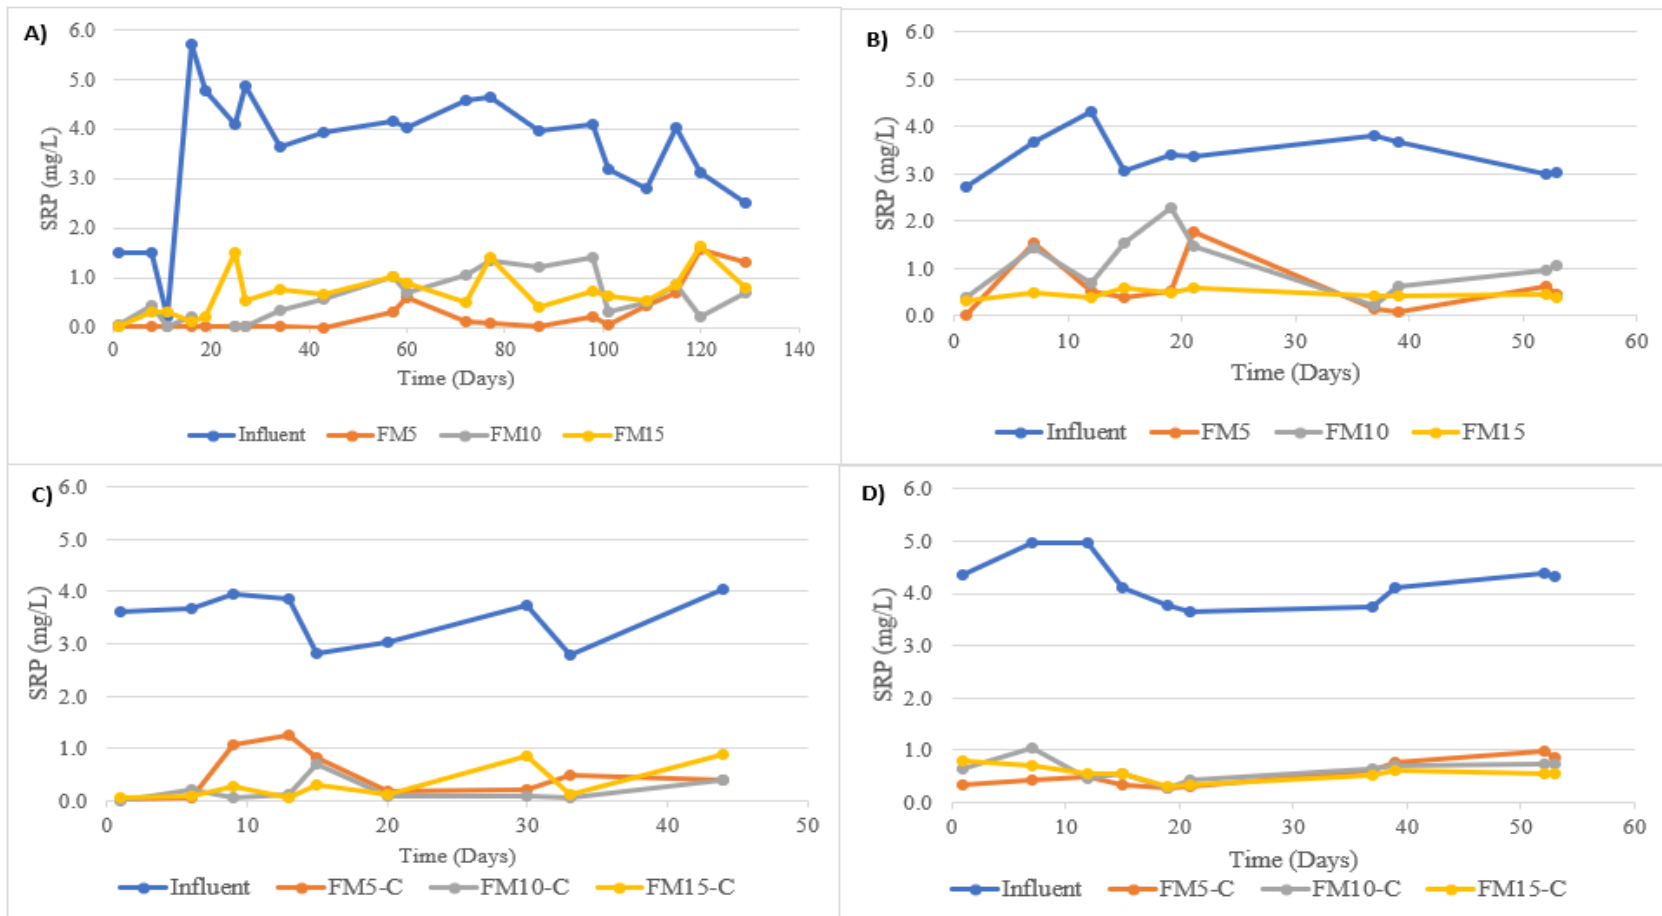 A)
6.0
5.0
4.0
3.0
2.0
1.0
0.0
SRP (mg/L)
0 20 40 60 80 100 120 140
Time (Days)
Influent FM5 FM10 FM15
B)
6.0
5.0
4.0
3.0
2.0
1.0
0.0
SRP (mg/L)
0 10 20 30 40 50 60
Time (Days)
Influent FM5 FM10 FM15
C)
6.0
5.0
4.0
3.0
2.0
1.0
0.0
SRP (mg/L)
0 10 20 30 40 50
Time (Days)
Influent FM5-C FM10-C FM15-C
D)
6.0
5.0
4.0
3.0
2.0
1.0
0.0
SRP (mg/L)
0 10 20 30 40 50 60
Time (Days)
Influent FM5-C FM10-C FM15-C